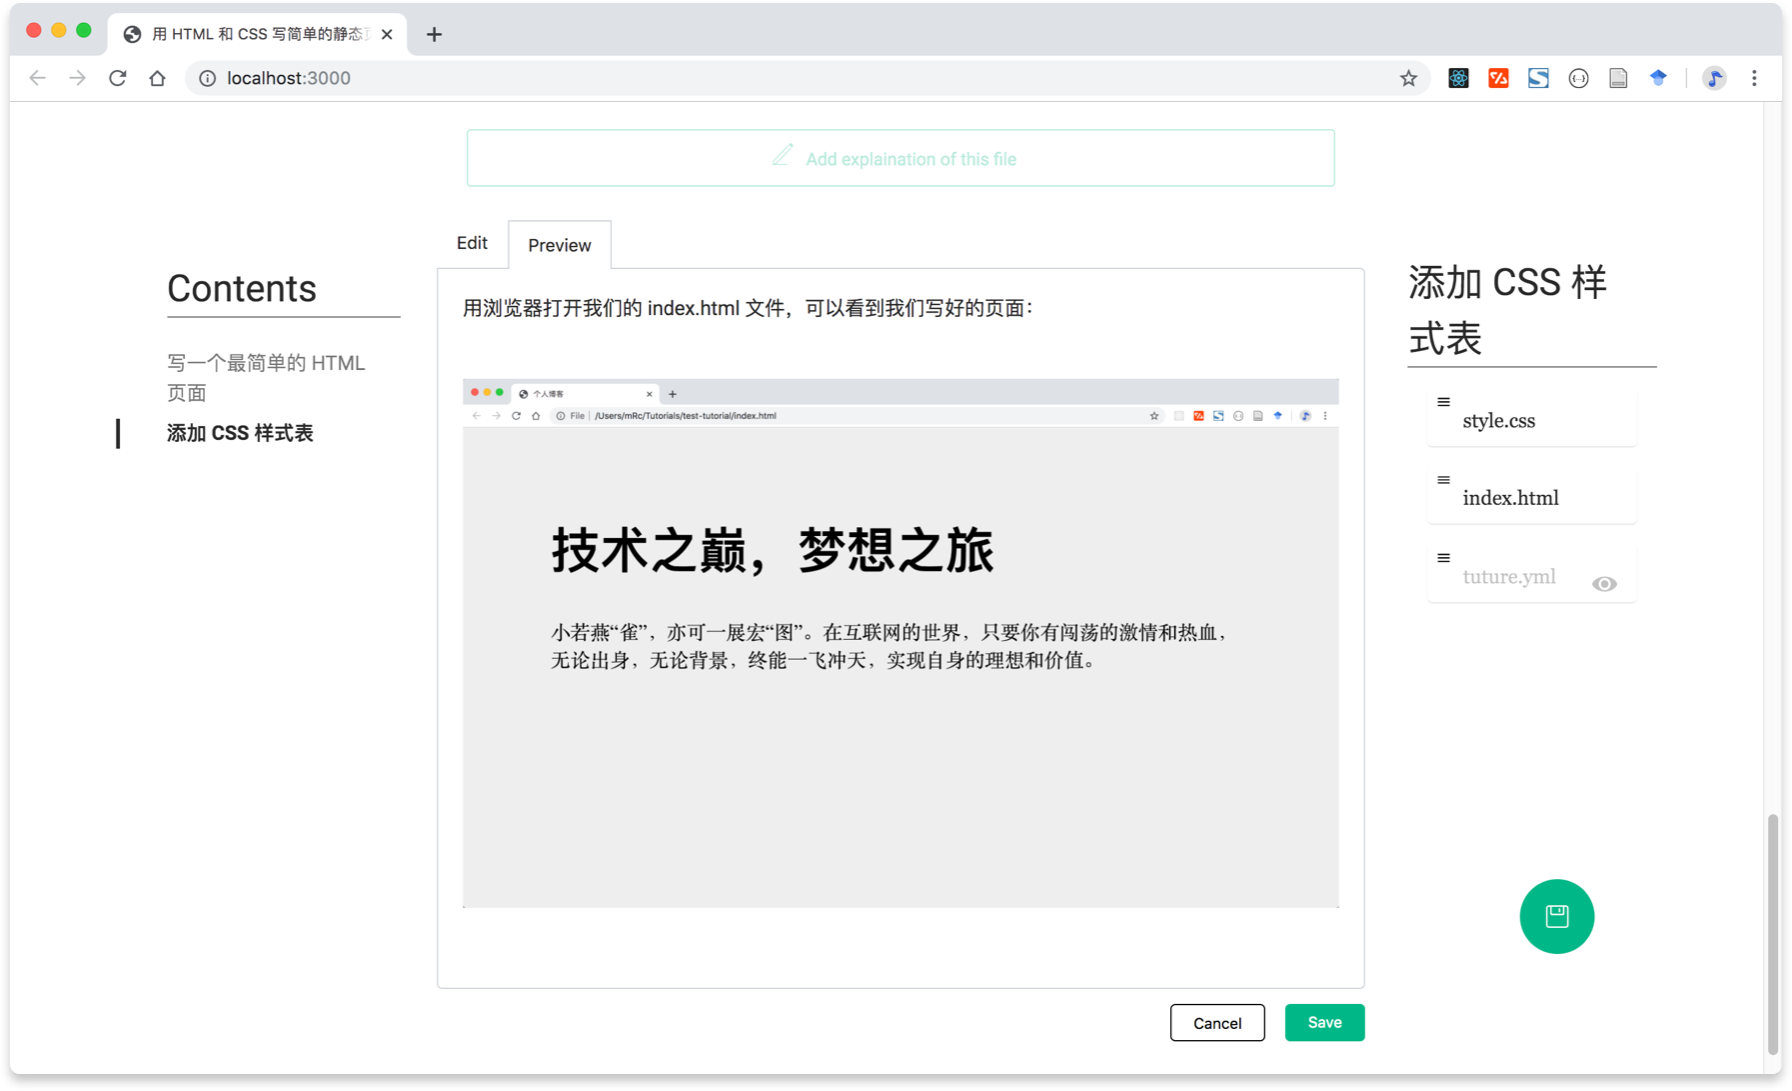 用 HTML 和 CSS 写简单的静态页
localhost:3000
Add explaination of this file
Edit
Preview
Contents
写一个最简单的 HTML
页面
添加 CSS 样式表
用浏览器打开我们的 index.html 文件，可以看到我们写好的页面：
个人博客
File
/Users/mRc/Tutorials/test-tutorial/index.html
技术之巅，梦想之旅
小若燕“雀”，亦可一展宏“图”。在互联网的世界，只要你有闯荡的激情和热血，
无论出身，无论背景，终能一飞冲天，实现自身的理想和价值。
Cancel
Save
添加 CSS 样
式表
style.css
index.html
tuture.yml